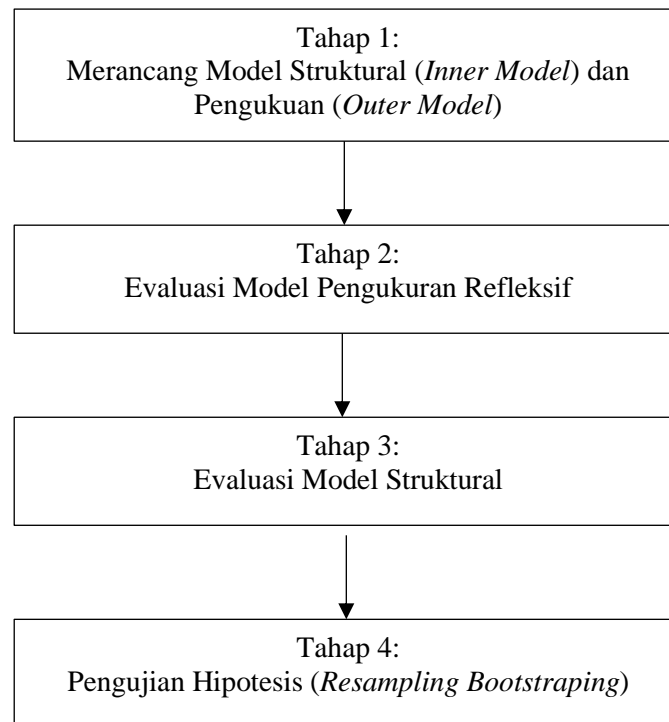 Tahap 1:
Merancang Model Struktural (Inner Model) dan
Pengukuan (Outer Model)
Tahap 2:
Evaluasi Model Pengukuran Refleksif
Tahap 3:
Evaluasi Model Struktural
Tahap 4:
Pengujian Hipotesis (Resampling Bootstraping)